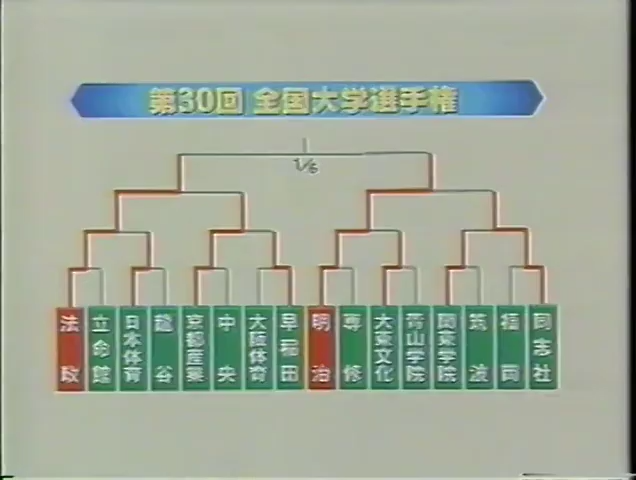 第30回 全国大学選手権
1/6
法政
立命館
日本体育
龍谷
京都産業
中央
大阪体育
早稲田
明治
専修
大東文化
青山学院
関東学院
筑波
福岡
同志社